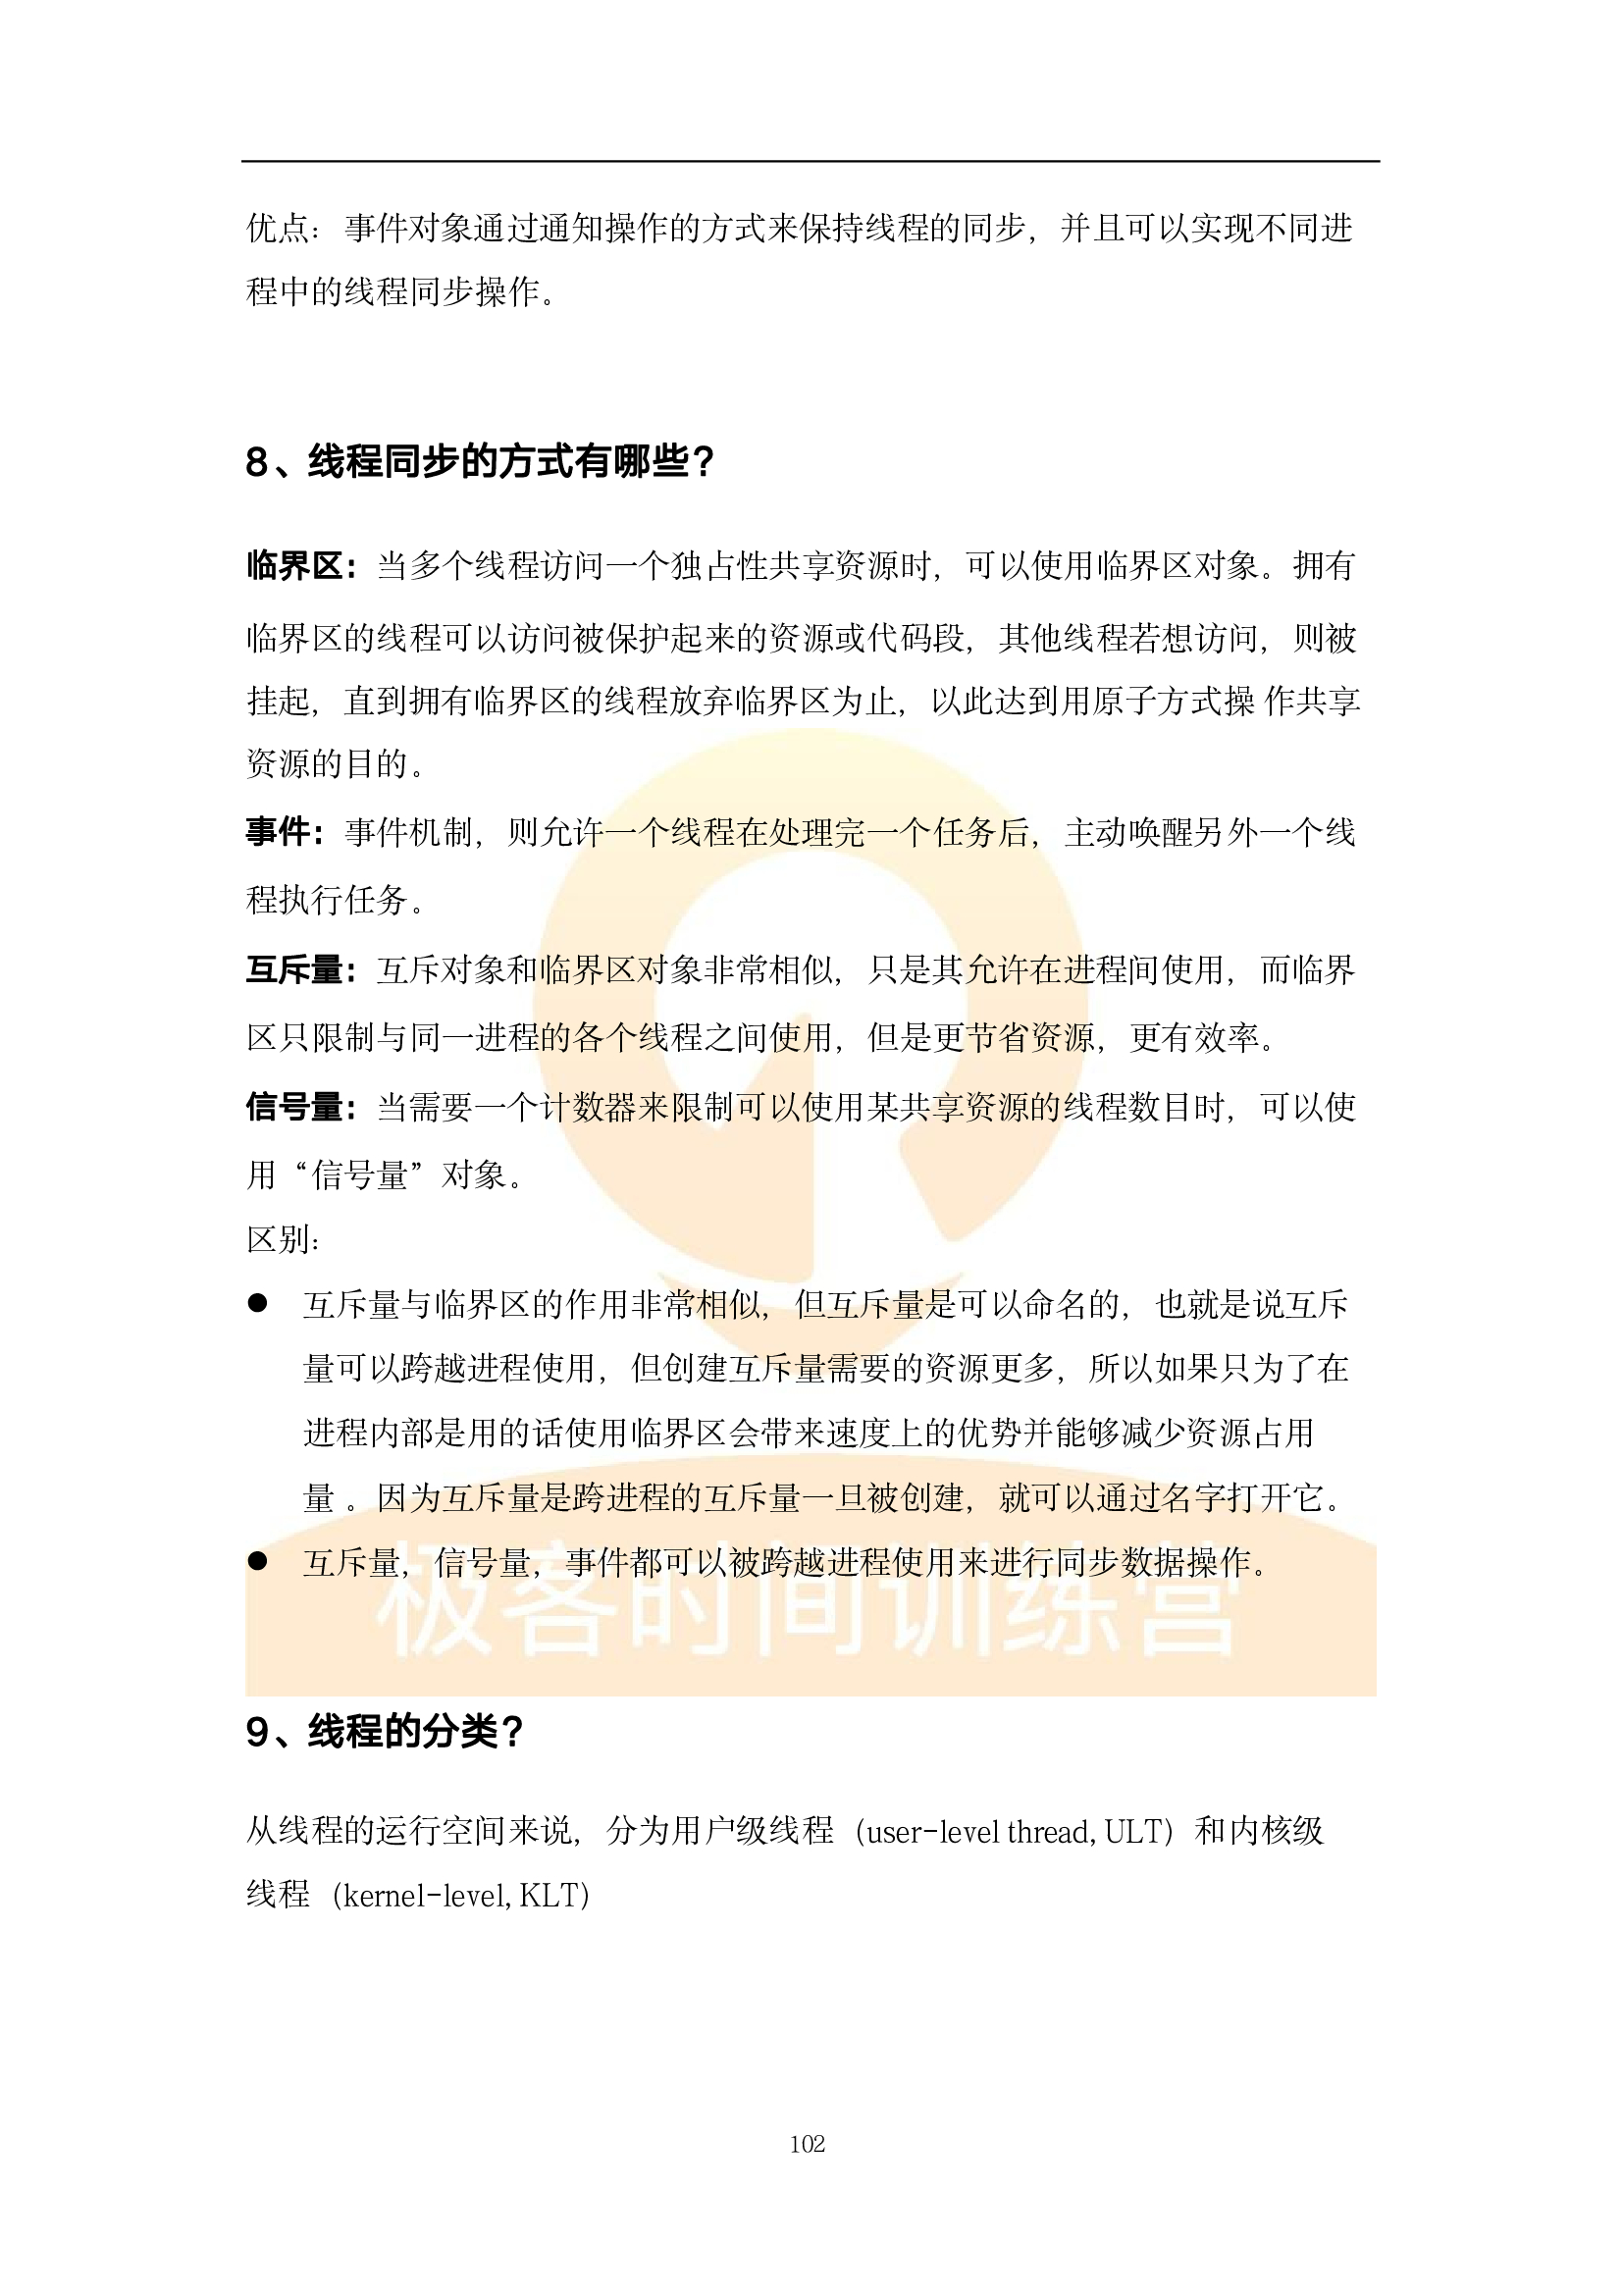 优点：事件对象通过通知操作的方式来保持线程的同步，并且可以实现不同进
程中的线程同步操作。
8、线程同步的方式有哪些？
临界区：当多个线程访问一个独占性共享资源时，可以使用临界区对象。拥有
临界区的线程可以访问被保护起来的资源或代码段，其他线程若想访问，则被
挂起，直到拥有临界区的线程放弃临界区为止，以此达到用原子方式操 作共享
资源的目的。
事件：事件机制，则允许一个线程在处理完一个任务后，主动唤醒另外一个线
程执行任务。
互斥量：互斥对象和临界区对象非常相似，只是其允许在进程间使用，而临界
区只限制与同一进程的各个线程之间使用，但是更节省资源，更有效率。
信号量：当需要一个计数器来限制可以使用某共享资源的线程数目时，可以使
用“信号量”对象。
区别：
● 互斥量与临界区的作用非常相似，但互斥量是可以命名的，也就是说互斥
量可以跨越进程使用，但创建互斥量需要的资源更多，所以如果只为了在
进程内部是用的话使用临界区会带来速度上的优势并能够减少资源占用
量 。因为互斥量是跨进程的互斥量一旦被创建，就可以通过名字打开它。
● 互斥量，信号量，事件都可以被跨越进程使用来进行同步数据操作。
极客时间训练营
9、线程的分类？
从线程的运行空间来说，分为用户级线程（user-level thread, ULT）和内核级
线程（kernel-level, KLT）
102